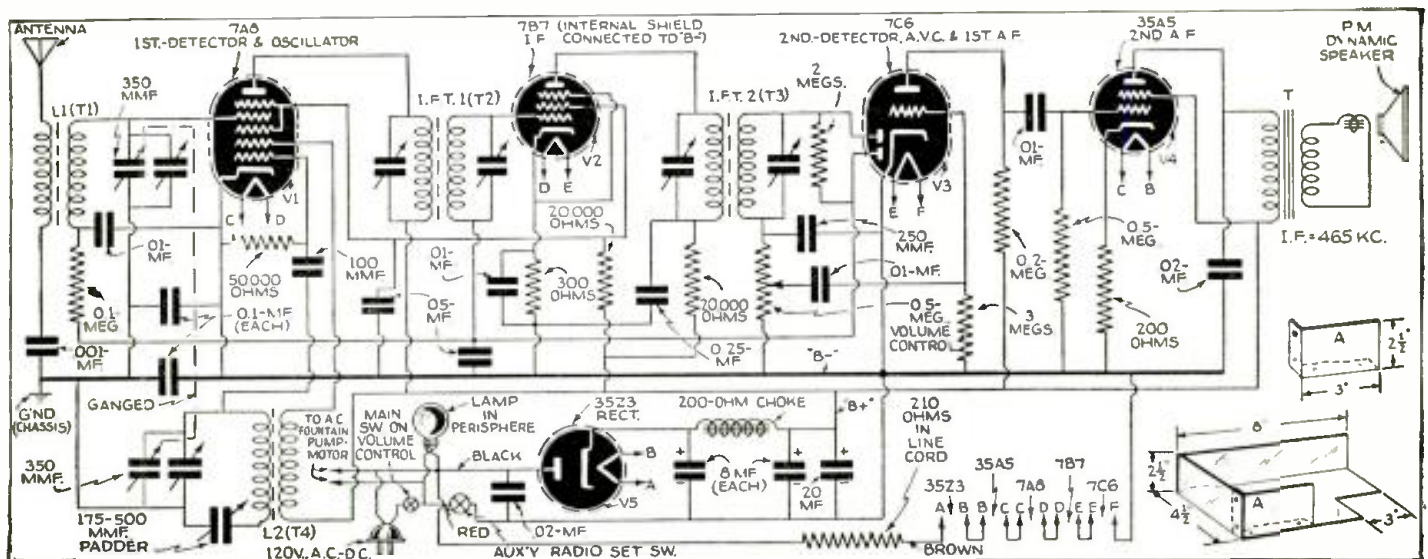 ANTENNA
7A8
1ST.-DETECTOR & OSCILLATOR
7B7 (INTERNAL SHIELD
I.F. CONNECTED TO "B-")
7C6
2ND.-DETECTOR, A.V.C. & 1ST A F
35A5
2ND A F
P M
DYNAMIC
SPEAKER
350
MMF
L1(T1)
I.F.T. 1(T2)
I.F.T. 2(T3)
2
MEGS.
T
V1
V2
V3
V4
C D
D E
E F
C B
01-
MF.
01-
MF
50,000
OHMS
100
MMF
01-
MF
20,000
OHMS
300
OHMS
250
MMF.
01-MF.
0.2-
MEG
0.5-
MEG.
02-
MF
I.F. = 465 KC.
0.1-
MEG
0.1-MF
(EACH)
05-
MF
20,000
OHMS
0.5-
MEG
VOLUME
CONTROL
3
MEGS
200
OHMS
001-
MF.
0.25-
MF
"B-"
GND
(CHASSIS)
GANGED
A
2½"
3"
TO A C
FOUNTAIN
PUMP-
MOTOR
MAIN
SW ON
VOLUME
CONTROL
LAMP
IN
PERISPHERE
35Z3
RECT.
200-OHM CHOKE
"B+"
210
OHMS
IN
LINE
CORD
BLACK
B
A
8 MF
(EACH)
20
MF
350
MMF.
175-500
MMF.
PADDER
L2(T4)
120V., A.C.-D.C.
RED
02-MF
V5
AUX'Y RADIO SET SW.
BROWN
35Z3
35A5
7A8
7B7
7C6
A B B C C D D E E F
8"
2½"
4½"
A
3"